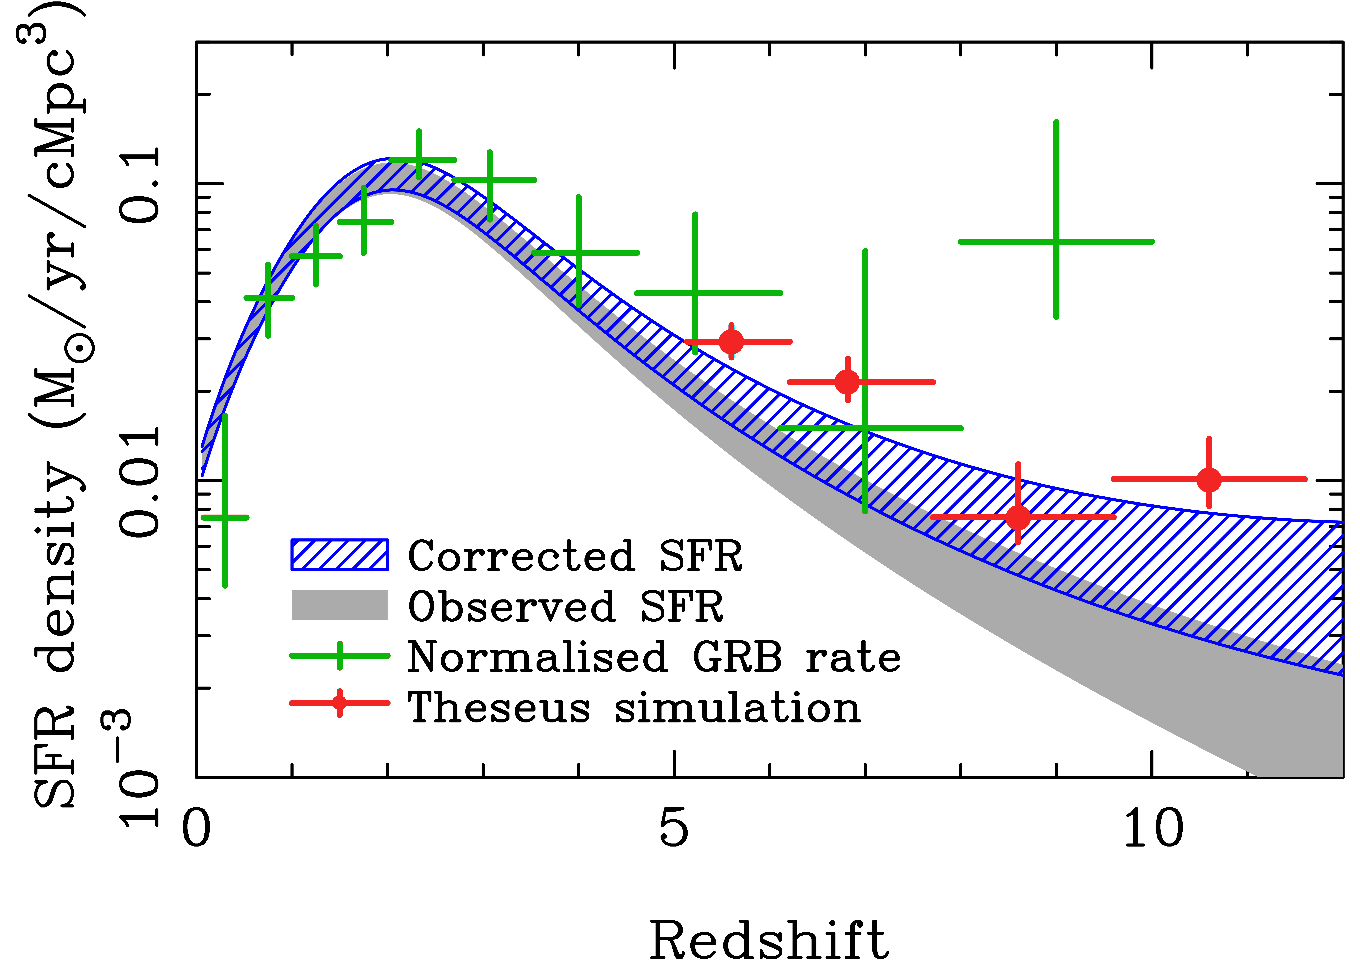 SFR density (M☉/yr/cMpc³)
0.1
0.01
10⁻³
Corrected SFR
Observed SFR
Normalised GRB rate
Theseus simulation
0 5 10
Redshift